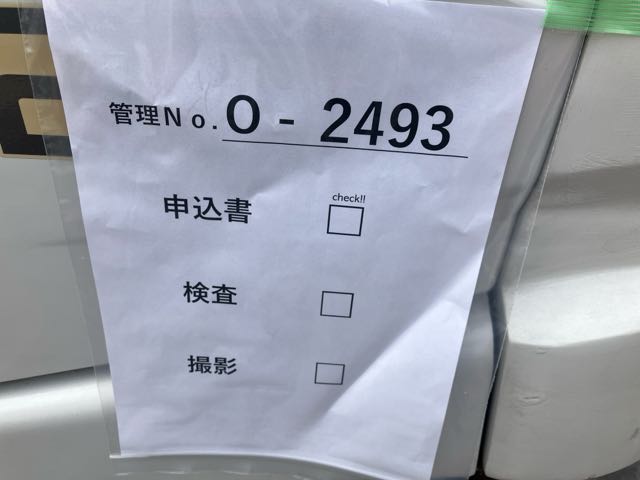 管理No. O - 2493
check!!
申込書 □
検査 □
撮影 □